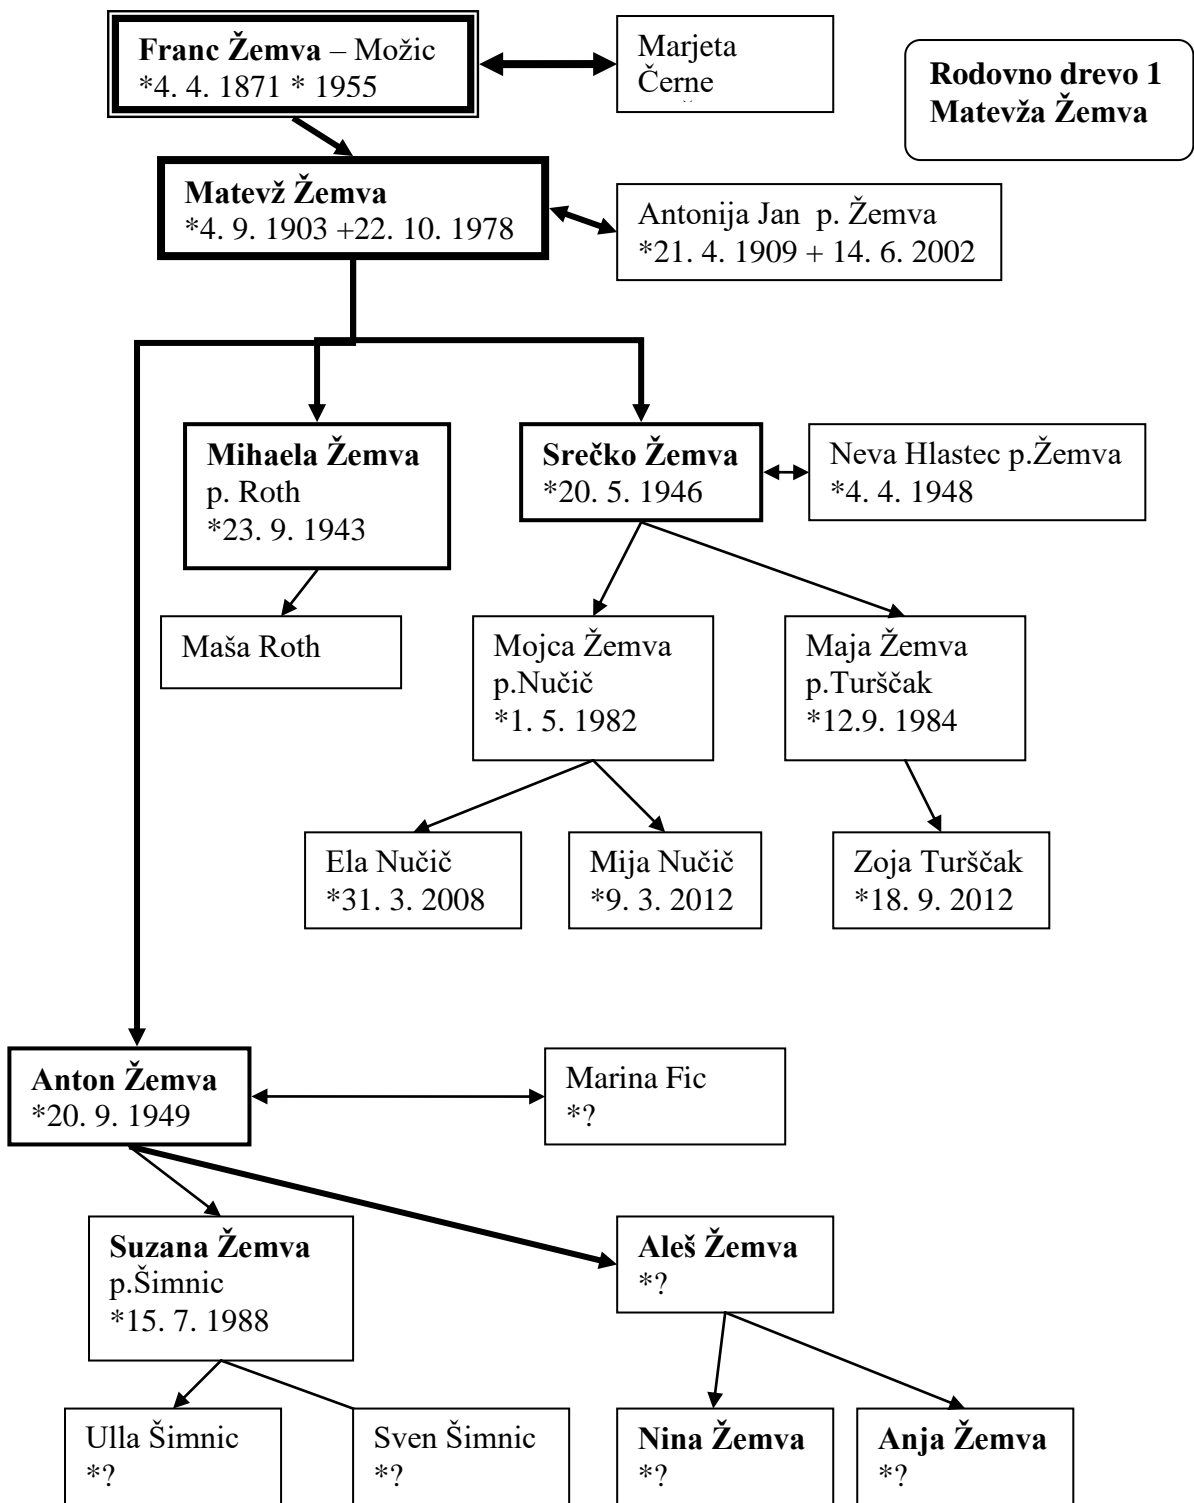 Franc Žemva – Možic
*4. 4. 1871 * 1955
Marjeta
Černe
Rodovno drevo 1
Matevža Žemva
Matevž Žemva
*4. 9. 1903 +22. 10. 1978
Antonija Jan p. Žemva
*21. 4. 1909 + 14. 6. 2002
Mihaela Žemva
p. Roth
*23. 9. 1943
Srečko Žemva
*20. 5. 1946
Neva Hlastec p.Žemva
*4. 4. 1948
Maša Roth
Mojca Žemva
p.Nučič
*1. 5. 1982
Maja Žemva
p.Turščak
*12.9. 1984
Ela Nučič
*31. 3. 2008
Mija Nučič
*9. 3. 2012
Zoja Turščak
*18. 9. 2012
Anton Žemva
*20. 9. 1949
Marina Fic
*?
Suzana Žemva
p.Šimnic
*15. 7. 1988
Aleš Žemva
*?
Ulla Šimnic
*?
Sven Šimnic
*?
Nina Žemva
*?
Anja Žemva
*?